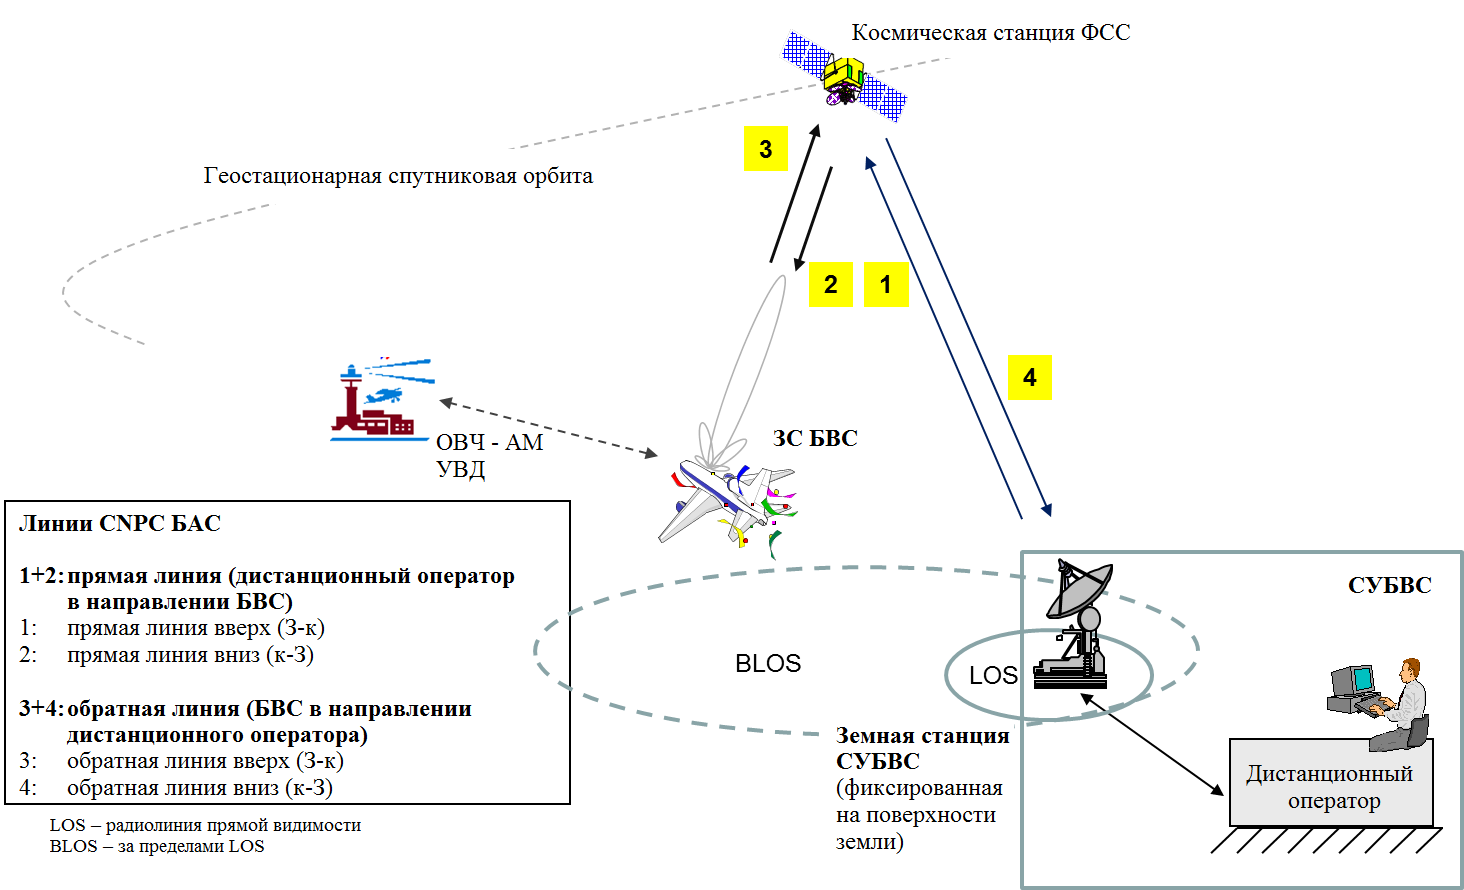 Космическая станция ФСС
3
Геостационарная спутниковая орбита
2
1
4
ЗС БВС
ОВЧ - АМ
УВД
Линии CNPC БАС
1+2: прямая линия (дистанционный оператор
в направлении БВС)
1: прямая линия вверх (З-к)
2: прямая линия вниз (к-З)
3+4: обратная линия (БВС в направлении
дистанционного оператора)
3: обратная линия вверх (З-к)
4: обратная линия вниз (к-З)
LOS – радиолиния прямой видимости
BLOS – за пределами LOS
BLOS
LOS
СУБВС
Земная станция
СУБВС
(фиксированная
на поверхности
земли)
Дистанционный
оператор